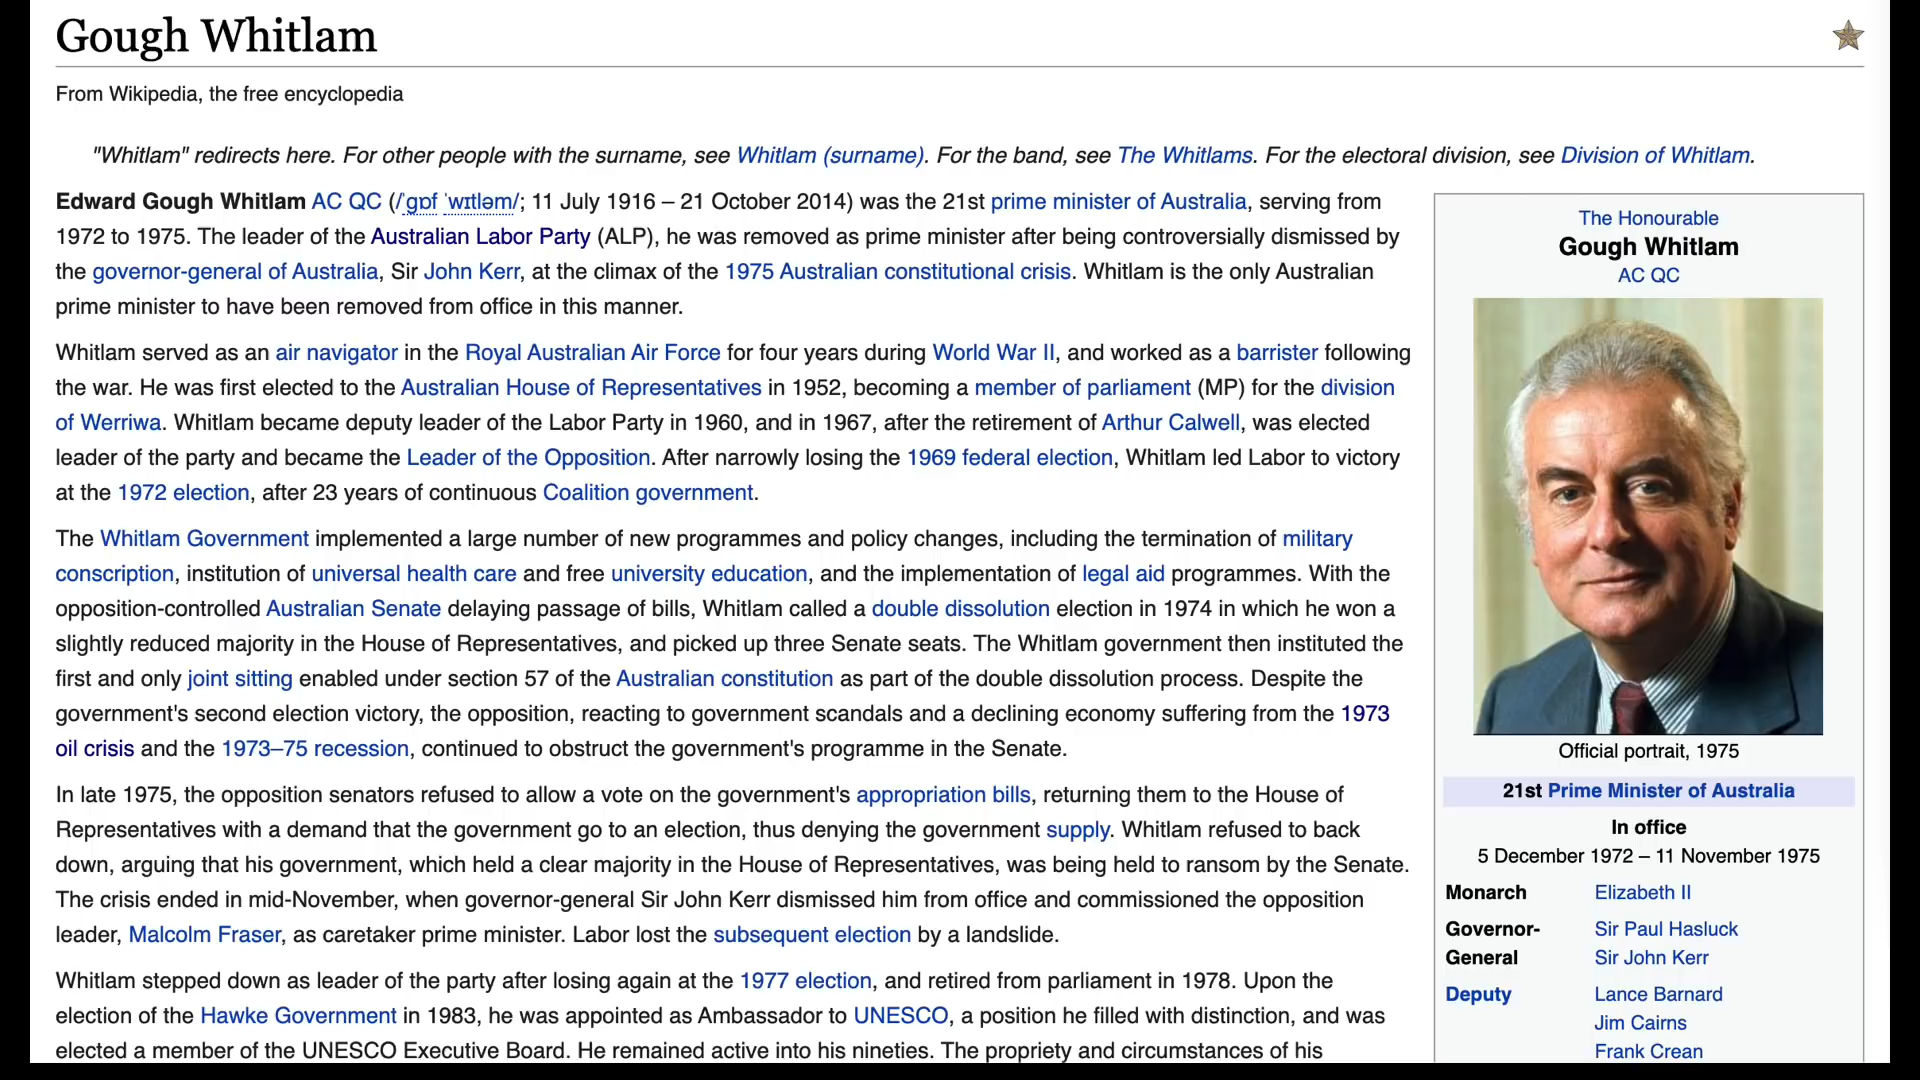 Gough Whitlam
From Wikipedia, the free encyclopedia
"Whitlam" redirects here. For other people with the surname, see Whitlam (surname). For the band, see The Whitlams. For the electoral division, see Division of Whitlam.
Edward Gough Whitlam AC QC (/ˈɡɒf ˈwɪtləm/; 11 July 1916 – 21 October 2014) was the 21st prime minister of Australia, serving from
1972 to 1975. The leader of the Australian Labor Party (ALP), he was removed as prime minister after being controversially dismissed by
the governor-general of Australia, Sir John Kerr, at the climax of the 1975 Australian constitutional crisis. Whitlam is the only Australian
prime minister to have been removed from office in this manner.
Whitlam served as an air navigator in the Royal Australian Air Force for four years during World War II, and worked as a barrister following
the war. He was first elected to the Australian House of Representatives in 1952, becoming a member of parliament (MP) for the division
of Werriwa. Whitlam became deputy leader of the Labor Party in 1960, and in 1967, after the retirement of Arthur Calwell, was elected
leader of the party and became the Leader of the Opposition. After narrowly losing the 1969 federal election, Whitlam led Labor to victory
at the 1972 election, after 23 years of continuous Coalition government.
The Whitlam Government implemented a large number of new programmes and policy changes, including the termination of military
conscription, institution of universal health care and free university education, and the implementation of legal aid programmes. With the
opposition-controlled Australian Senate delaying passage of bills, Whitlam called a double dissolution election in 1974 in which he won a
slightly reduced majority in the House of Representatives, and picked up three Senate seats. The Whitlam government then instituted the
first and only joint sitting enabled under section 57 of the Australian constitution as part of the double dissolution process. Despite the
government's second election victory, the opposition, reacting to government scandals and a declining economy suffering from the 1973
oil crisis and the 1973–75 recession, continued to obstruct the government's programme in the Senate.
In late 1975, the opposition senators refused to allow a vote on the government's appropriation bills, returning them to the House of
Representatives with a demand that the government go to an election, thus denying the government supply. Whitlam refused to back
down, arguing that his government, which held a clear majority in the House of Representatives, was being held to ransom by the Senate.
The crisis ended in mid-November, when governor-general Sir John Kerr dismissed him from office and commissioned the opposition
leader, Malcolm Fraser, as caretaker prime minister. Labor lost the subsequent election by a landslide.
Whitlam stepped down as leader of the party after losing again at the 1977 election, and retired from parliament in 1978. Upon the
election of the Hawke Government in 1983, he was appointed as Ambassador to UNESCO, a position he filled with distinction, and was
elected a member of the UNESCO Executive Board. He remained active into his nineties. The propriety and circumstances of his
The Honourable
Gough Whitlam
AC QC
Official portrait, 1975
21st Prime Minister of Australia
In office
5 December 1972 – 11 November 1975
Monarch Elizabeth II
Governor- Sir Paul Hasluck
General Sir John Kerr
Deputy Lance Barnard
Jim Cairns
Frank Crean